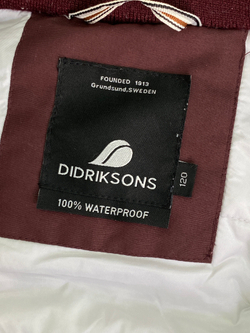 FOUNDED 1913
Grundsund, SWEDEN
DIDRIKSONS
120
100% WATERPROOF